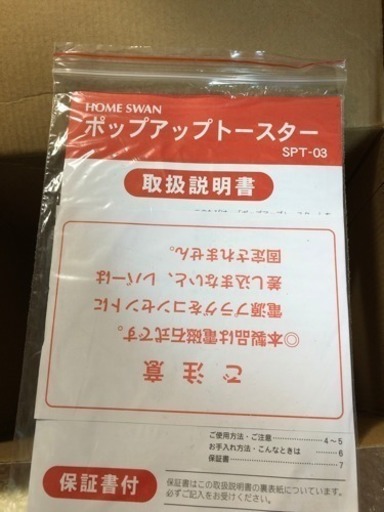 HOME SWAN
ポップアップトースター
SPT-03
取扱説明書
ご注意
◎本製品は電磁石式です。
電源プラグをコンセントに
差し込まないと、レバーは
固定されません。
ご使用方法・ご注意 4～5
お手入れ方法・こんなときは 6
保証書 7
保証書付
保証書はこの取扱説明書の裏表紙についています。
必ずご記入をお受けください。